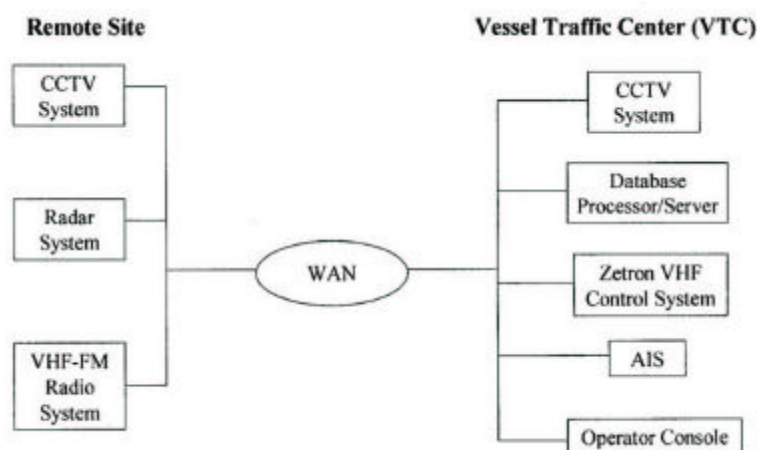 Remote Site
CCTV
System
Radar
System
VHF-FM
Radio
System
WAN
Vessel Traffic Center (VTC)
CCTV
System
Database
Processor/Server
Zetron VHF
Control System
AIS
Operator Console